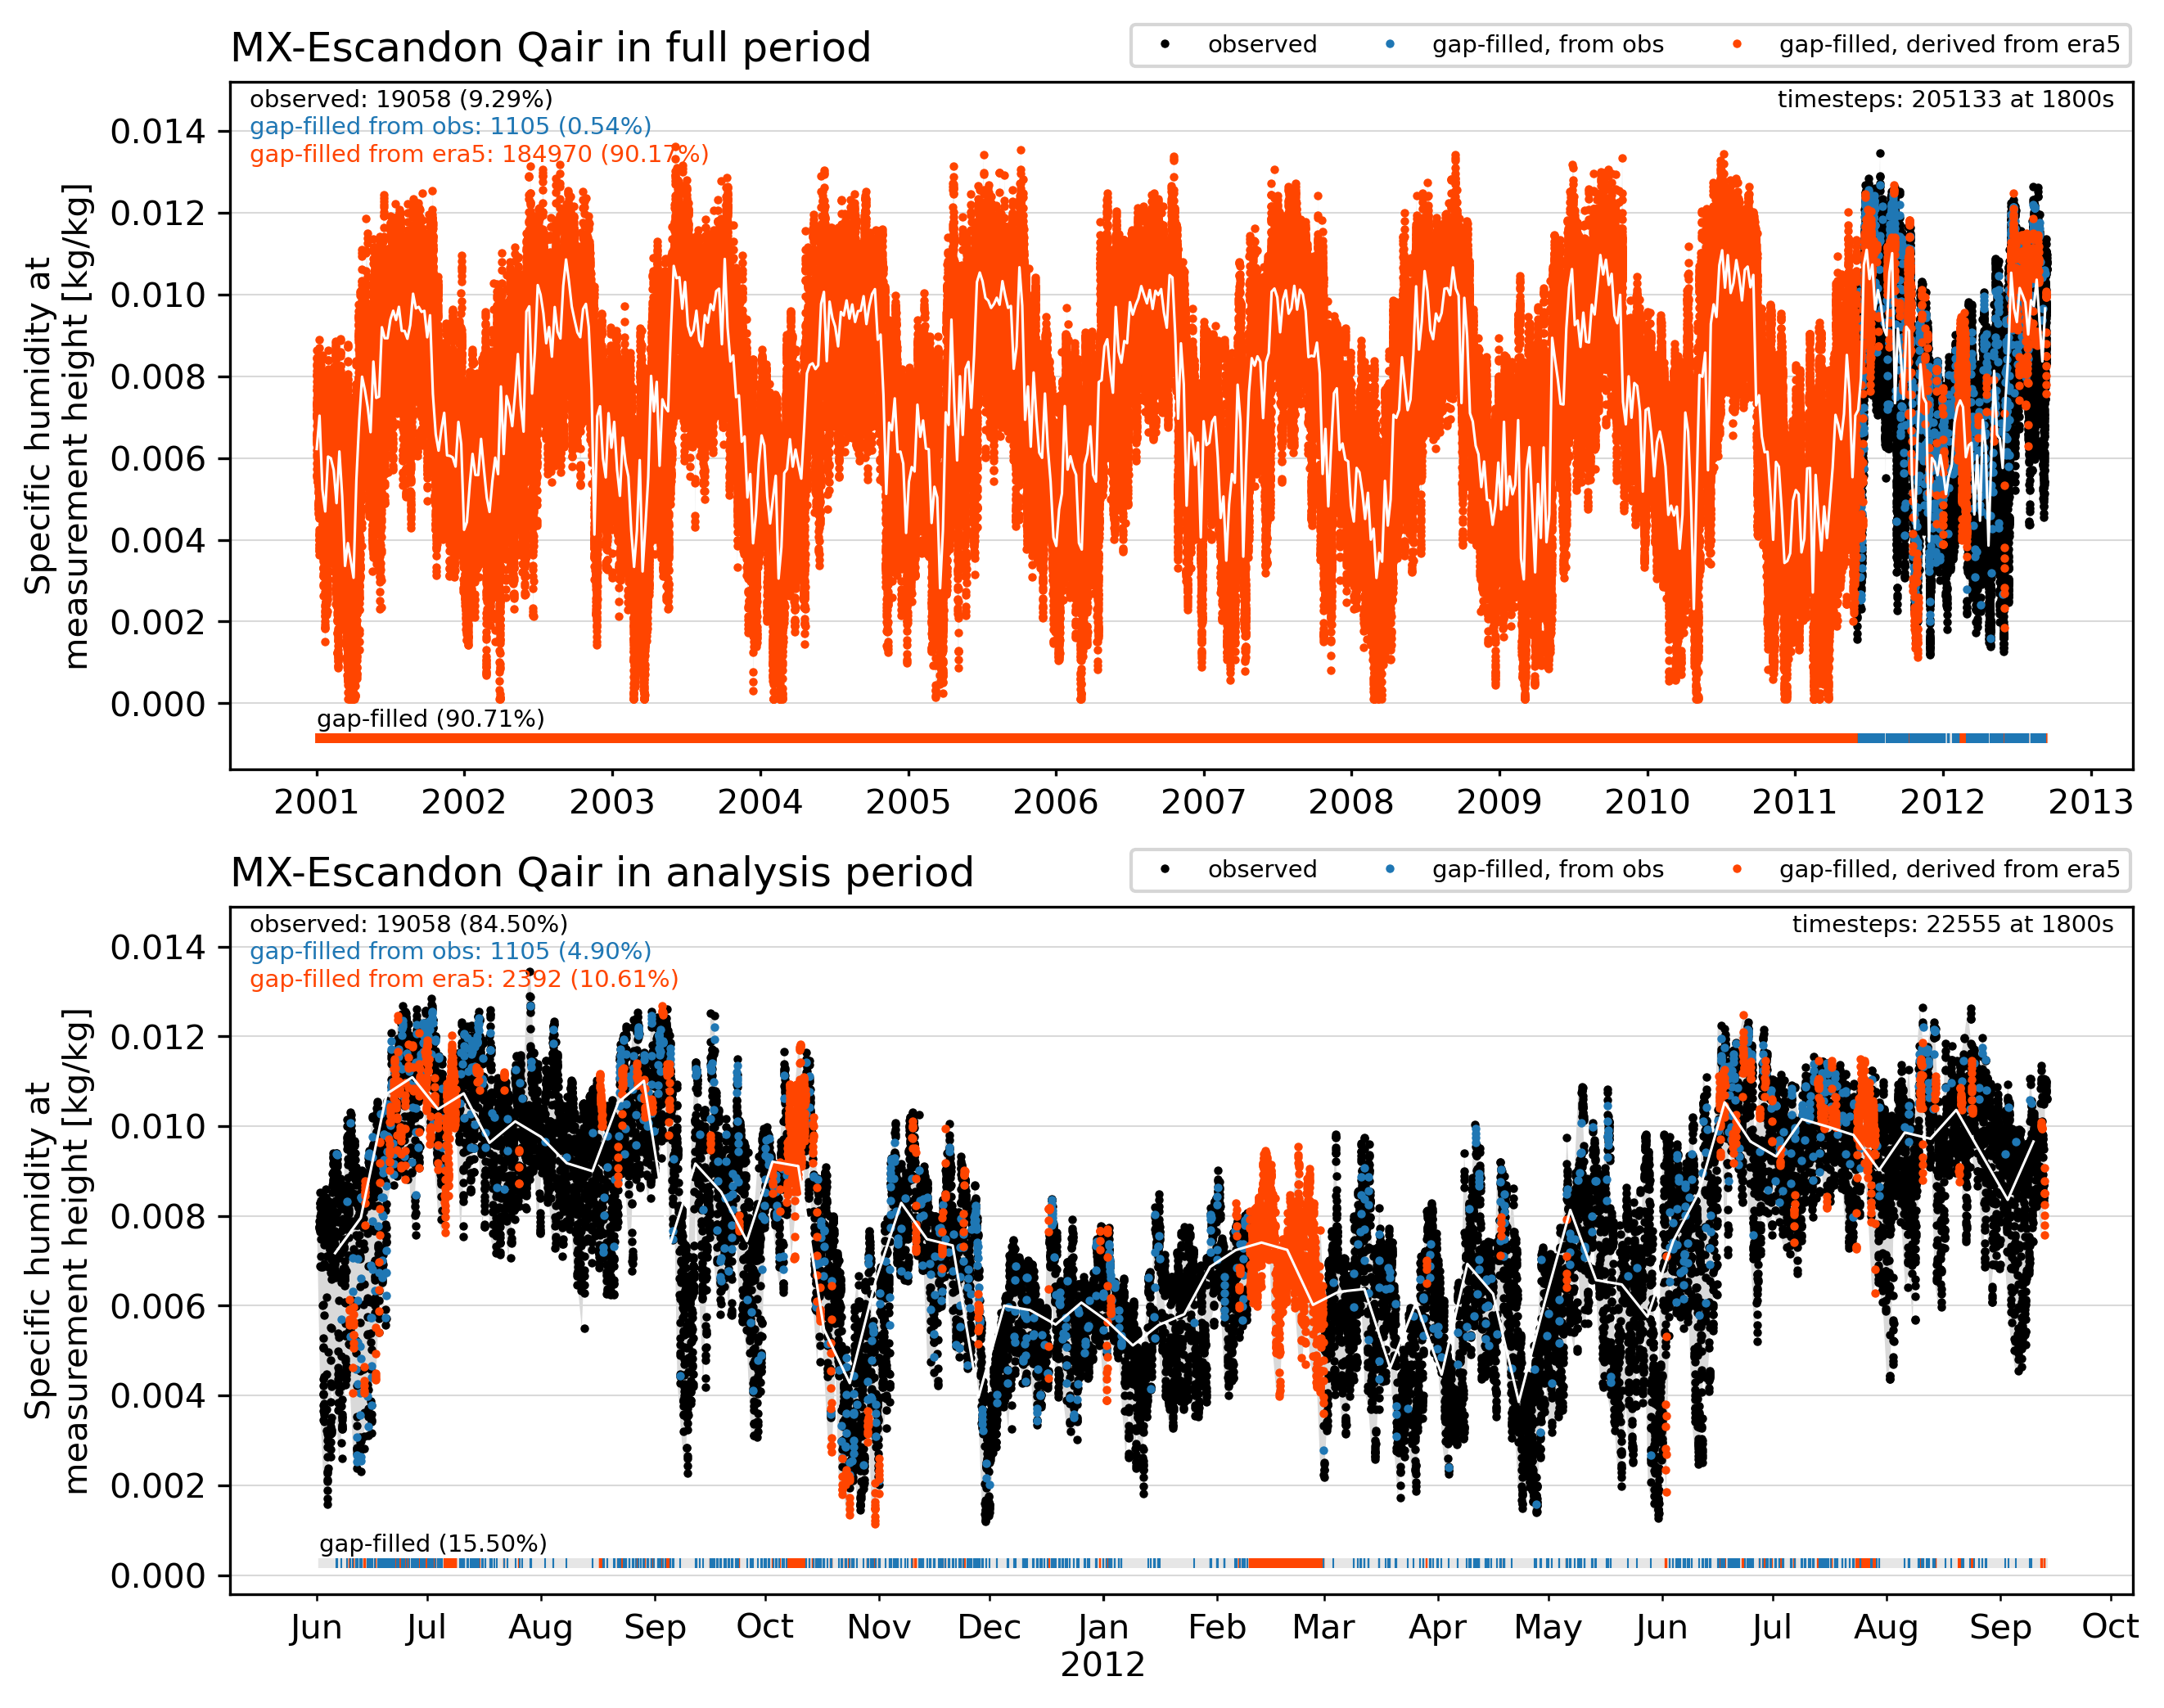 MX-Escandon Qair in full period
observed
gap-filled, from obs
gap-filled, derived from era5
observed: 19058 (9.29%)
gap-filled from obs: 1105 (0.54%)
gap-filled from era5: 184970 (90.17%)
timesteps: 205133 at 1800s
Specific humidity at
measurement height [kg/kg]
0.014
0.012
0.010
0.008
0.006
0.004
0.002
0.000
gap-filled (90.71%)
2001 2002 2003 2004 2005 2006 2007 2008 2009 2010 2011 2012 2013
MX-Escandon Qair in analysis period
observed
gap-filled, from obs
gap-filled, derived from era5
observed: 19058 (84.50%)
gap-filled from obs: 1105 (4.90%)
gap-filled from era5: 2392 (10.61%)
timesteps: 22555 at 1800s
Specific humidity at
measurement height [kg/kg]
0.014
0.012
0.010
0.008
0.006
0.004
0.002
0.000
gap-filled (15.50%)
Jun Jul Aug Sep Oct Nov Dec Jan Feb Mar Apr May Jun Jul Aug Sep Oct
2012